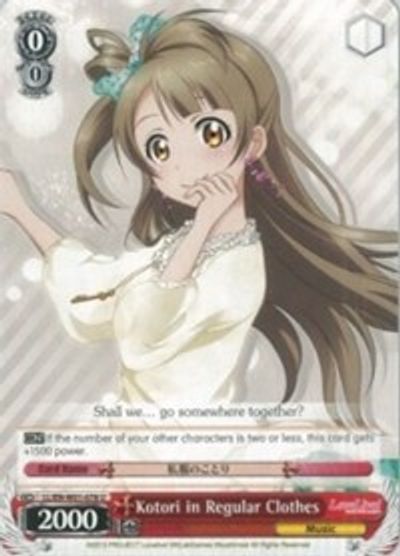 0
0
Shall we... go somewhere together?
CONT If the number of your other characters is two or less, this card gets
+1500 power.
Card Name
私服のことり
Kotori in Regular Clothes
2000
Music